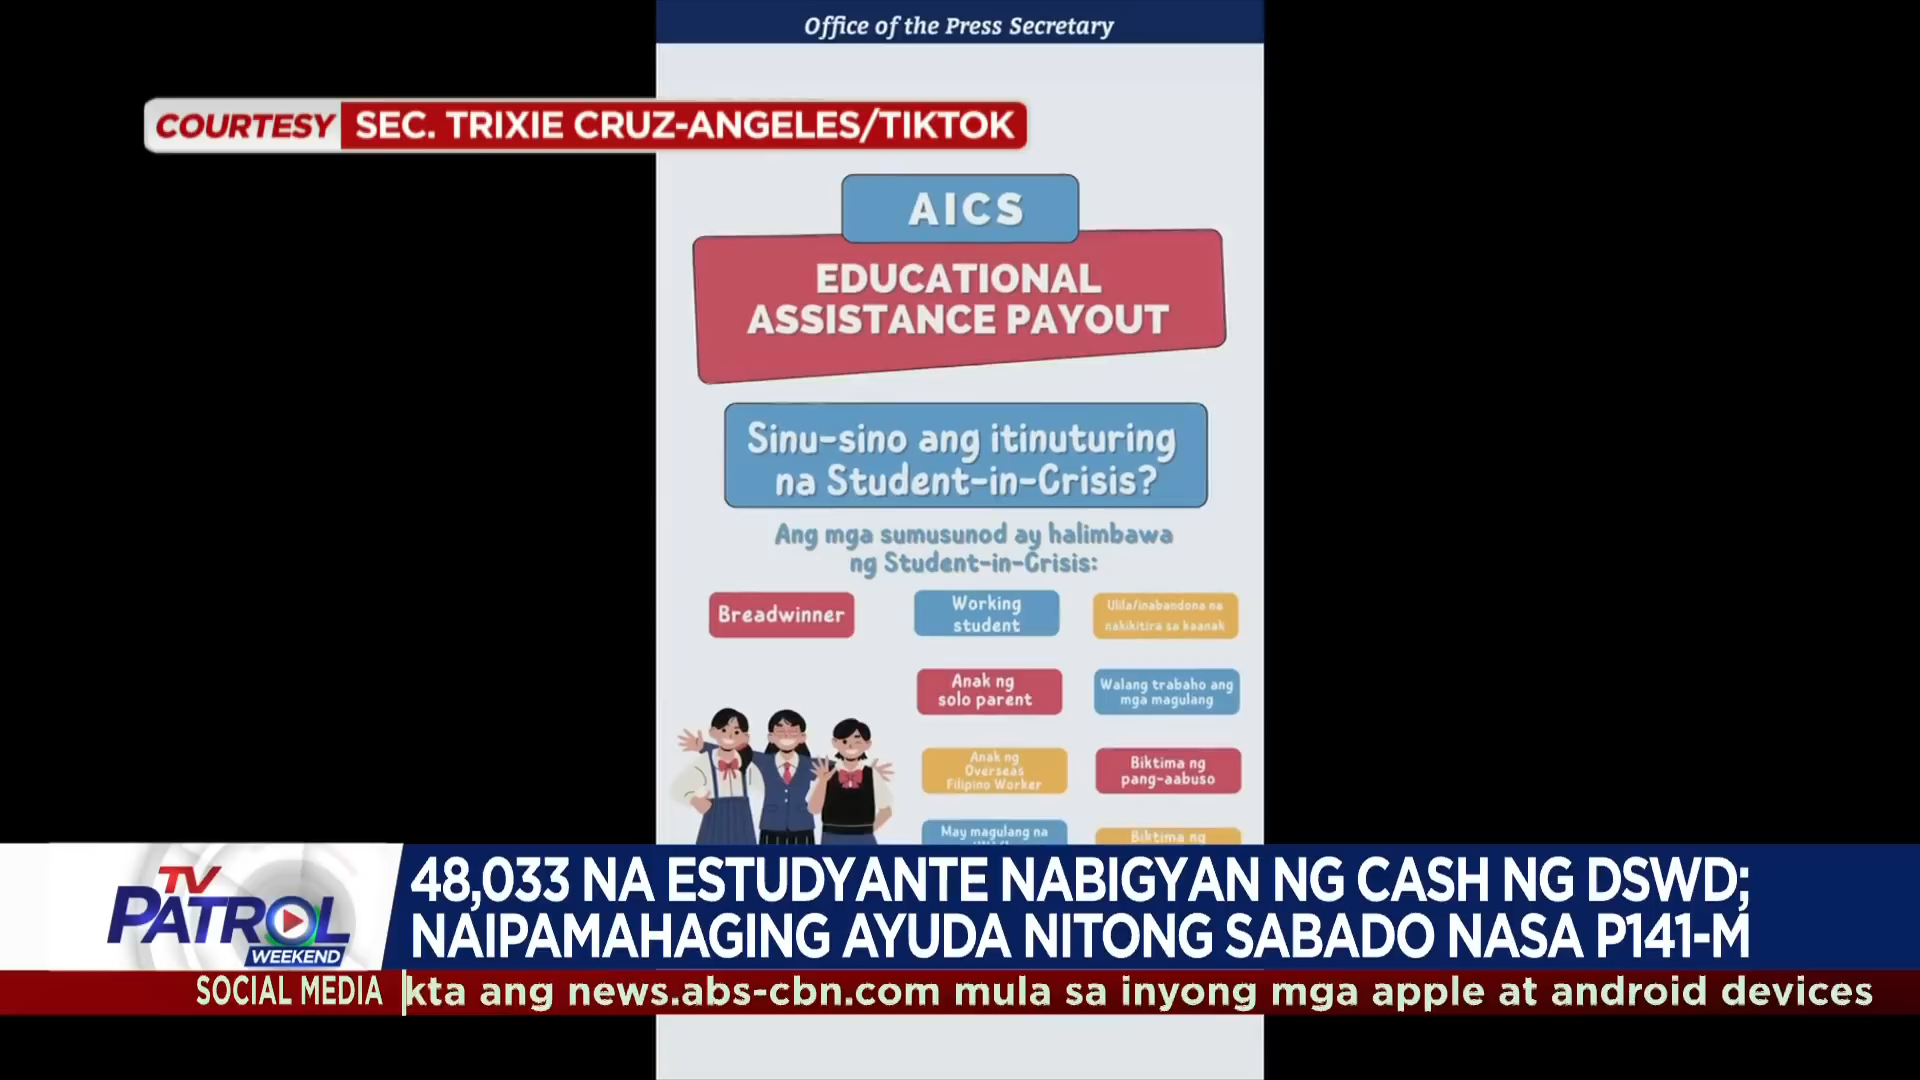 Office of the Press Secretary
COURTESY SEC. TRIXIE CRUZ-ANGELES/TIKTOK
AICS
EDUCATIONAL
ASSISTANCE PAYOUT
Sinu-sino ang itinuturing
na Student-in-Crisis?
Ang mga sumusunod ay halimbawa
ng Student-in-Crisis:
Breadwinner
Working
student
Ulila/inabandona na
nakikitira sa kaanak
Anak ng
solo parent
Walang trabaho ang
mga magulang
Anak ng
Overseas
Filipino Worker
Biktima ng
pang-aabuso
May magulang na
Biktima ng
TV
PATROL
WEEKEND
48,033 NA ESTUDYANTE NABIGYAN NG CASH NG DSWD;
NAIPAMAHAGING AYUDA NITONG SABADO NASA P141-M
SOCIAL MEDIA kta ang news.abs-cbn.com mula sa inyong mga apple at android devices